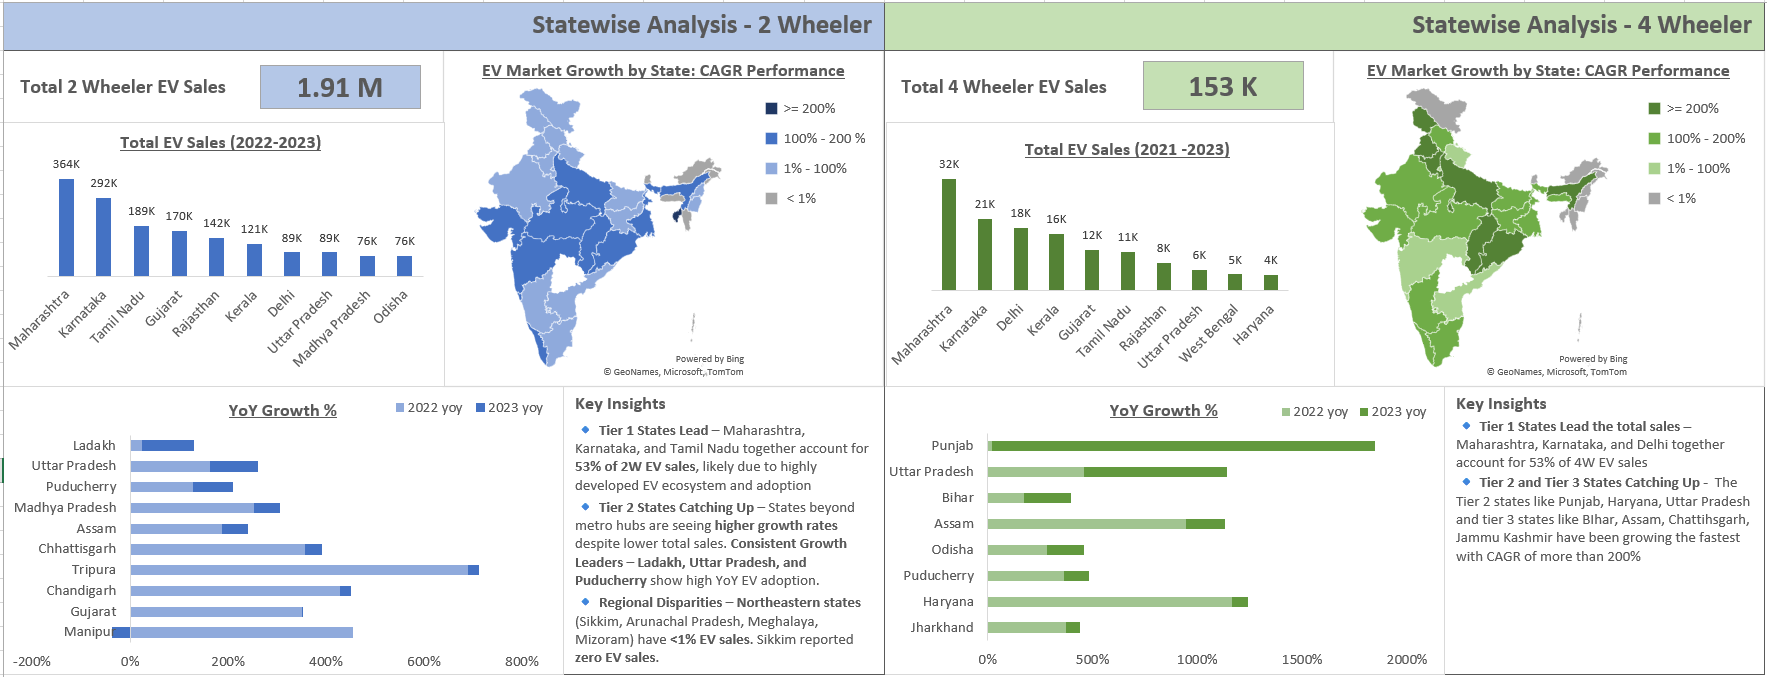 Statewise Analysis - 2 Wheeler
Total 2 Wheeler EV Sales
1.91 M
Total EV Sales (2022-2023)
364K
292K
189K
170K
142K
121K
89K
89K
76K
76K
Maharashtra
Karnataka
Tamil Nadu
Gujarat
Rajasthan
Kerala
Delhi
Uttar Pradesh
Madhya Pradesh
Odisha
EV Market Growth by State: CAGR Performance
>= 200%
100% - 200 %
1% - 100%
< 1%
Powered by Bing
© GeoNames, Microsoft, TomTom
YoY Growth %
2022 yoy
2023 yoy
Ladakh
Uttar Pradesh
Puducherry
Madhya Pradesh
Assam
Chhattisgarh
Tripura
Chandigarh
Gujarat
Manipur
-200%
0%
200%
400%
600%
800%
Key Insights
Tier 1 States Lead – Maharashtra,
Karnataka, and Tamil Nadu together account for
53% of 2W EV sales, likely due to highly
developed EV ecosystem and adoption
Tier 2 States Catching Up – States beyond
metro hubs are seeing higher growth rates
despite lower total sales. Consistent Growth
Leaders – Ladakh, Uttar Pradesh, and
Puducherry show high YoY EV adoption.
Regional Disparities – Northeastern states
(Sikkim, Arunachal Pradesh, Meghalaya,
Mizoram) have <1% EV sales. Sikkim reported
zero EV sales.
Statewise Analysis - 4 Wheeler
Total 4 Wheeler EV Sales
153 K
Total EV Sales (2021 -2023)
32K
21K
18K
16K
12K
11K
8K
6K
5K
4K
Maharashtra
Karnataka
Delhi
Kerala
Gujarat
Tamil Nadu
Rajasthan
Uttar Pradesh
West Bengal
Haryana
EV Market Growth by State: CAGR Performance
>= 200%
100% - 200%
1% - 100%
< 1%
Powered by Bing
© GeoNames, Microsoft, TomTom
YoY Growth %
2022 yoy
2023 yoy
Punjab
Uttar Pradesh
Bihar
Assam
Odisha
Puducherry
Haryana
Jharkhand
0%
500%
1000%
1500%
2000%
Key Insights
Tier 1 States Lead the total sales –
Maharashtra, Karnataka, and Delhi together
account for 53% of 4W EV sales
Tier 2 and Tier 3 States Catching Up - The
Tier 2 states like Punjab, Haryana, Uttar Pradesh
and tier 3 states like BIhar, Assam, Chattihsgarh,
Jammu Kashmir have been growing the fastest
with CAGR of more than 200%